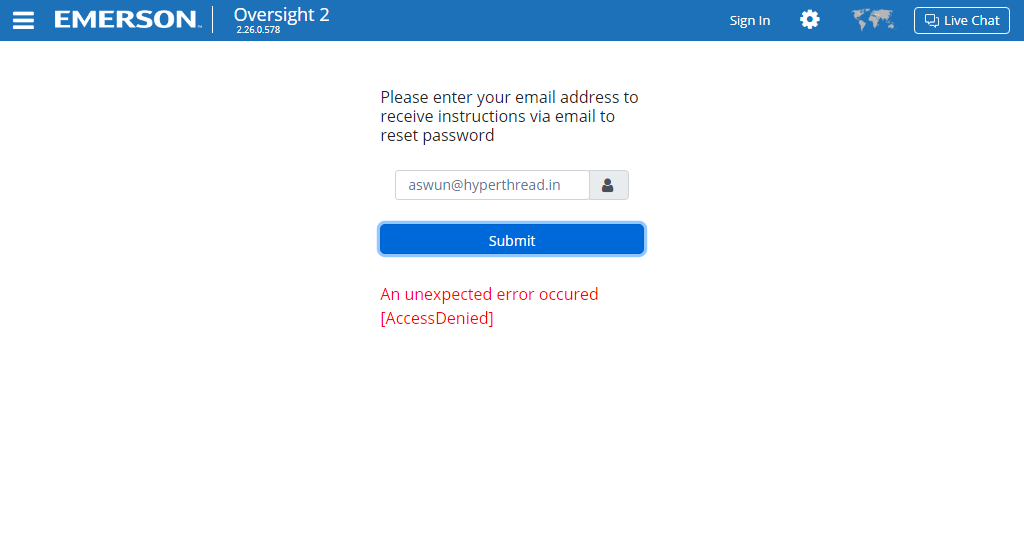 EMERSON
Oversight 2
2.26.0.578
Sign In
Live Chat
Please enter your email address to
receive instructions via email to
reset password
aswun@hyperthread.in
Submit
An unexpected error occured
[AccessDenied]